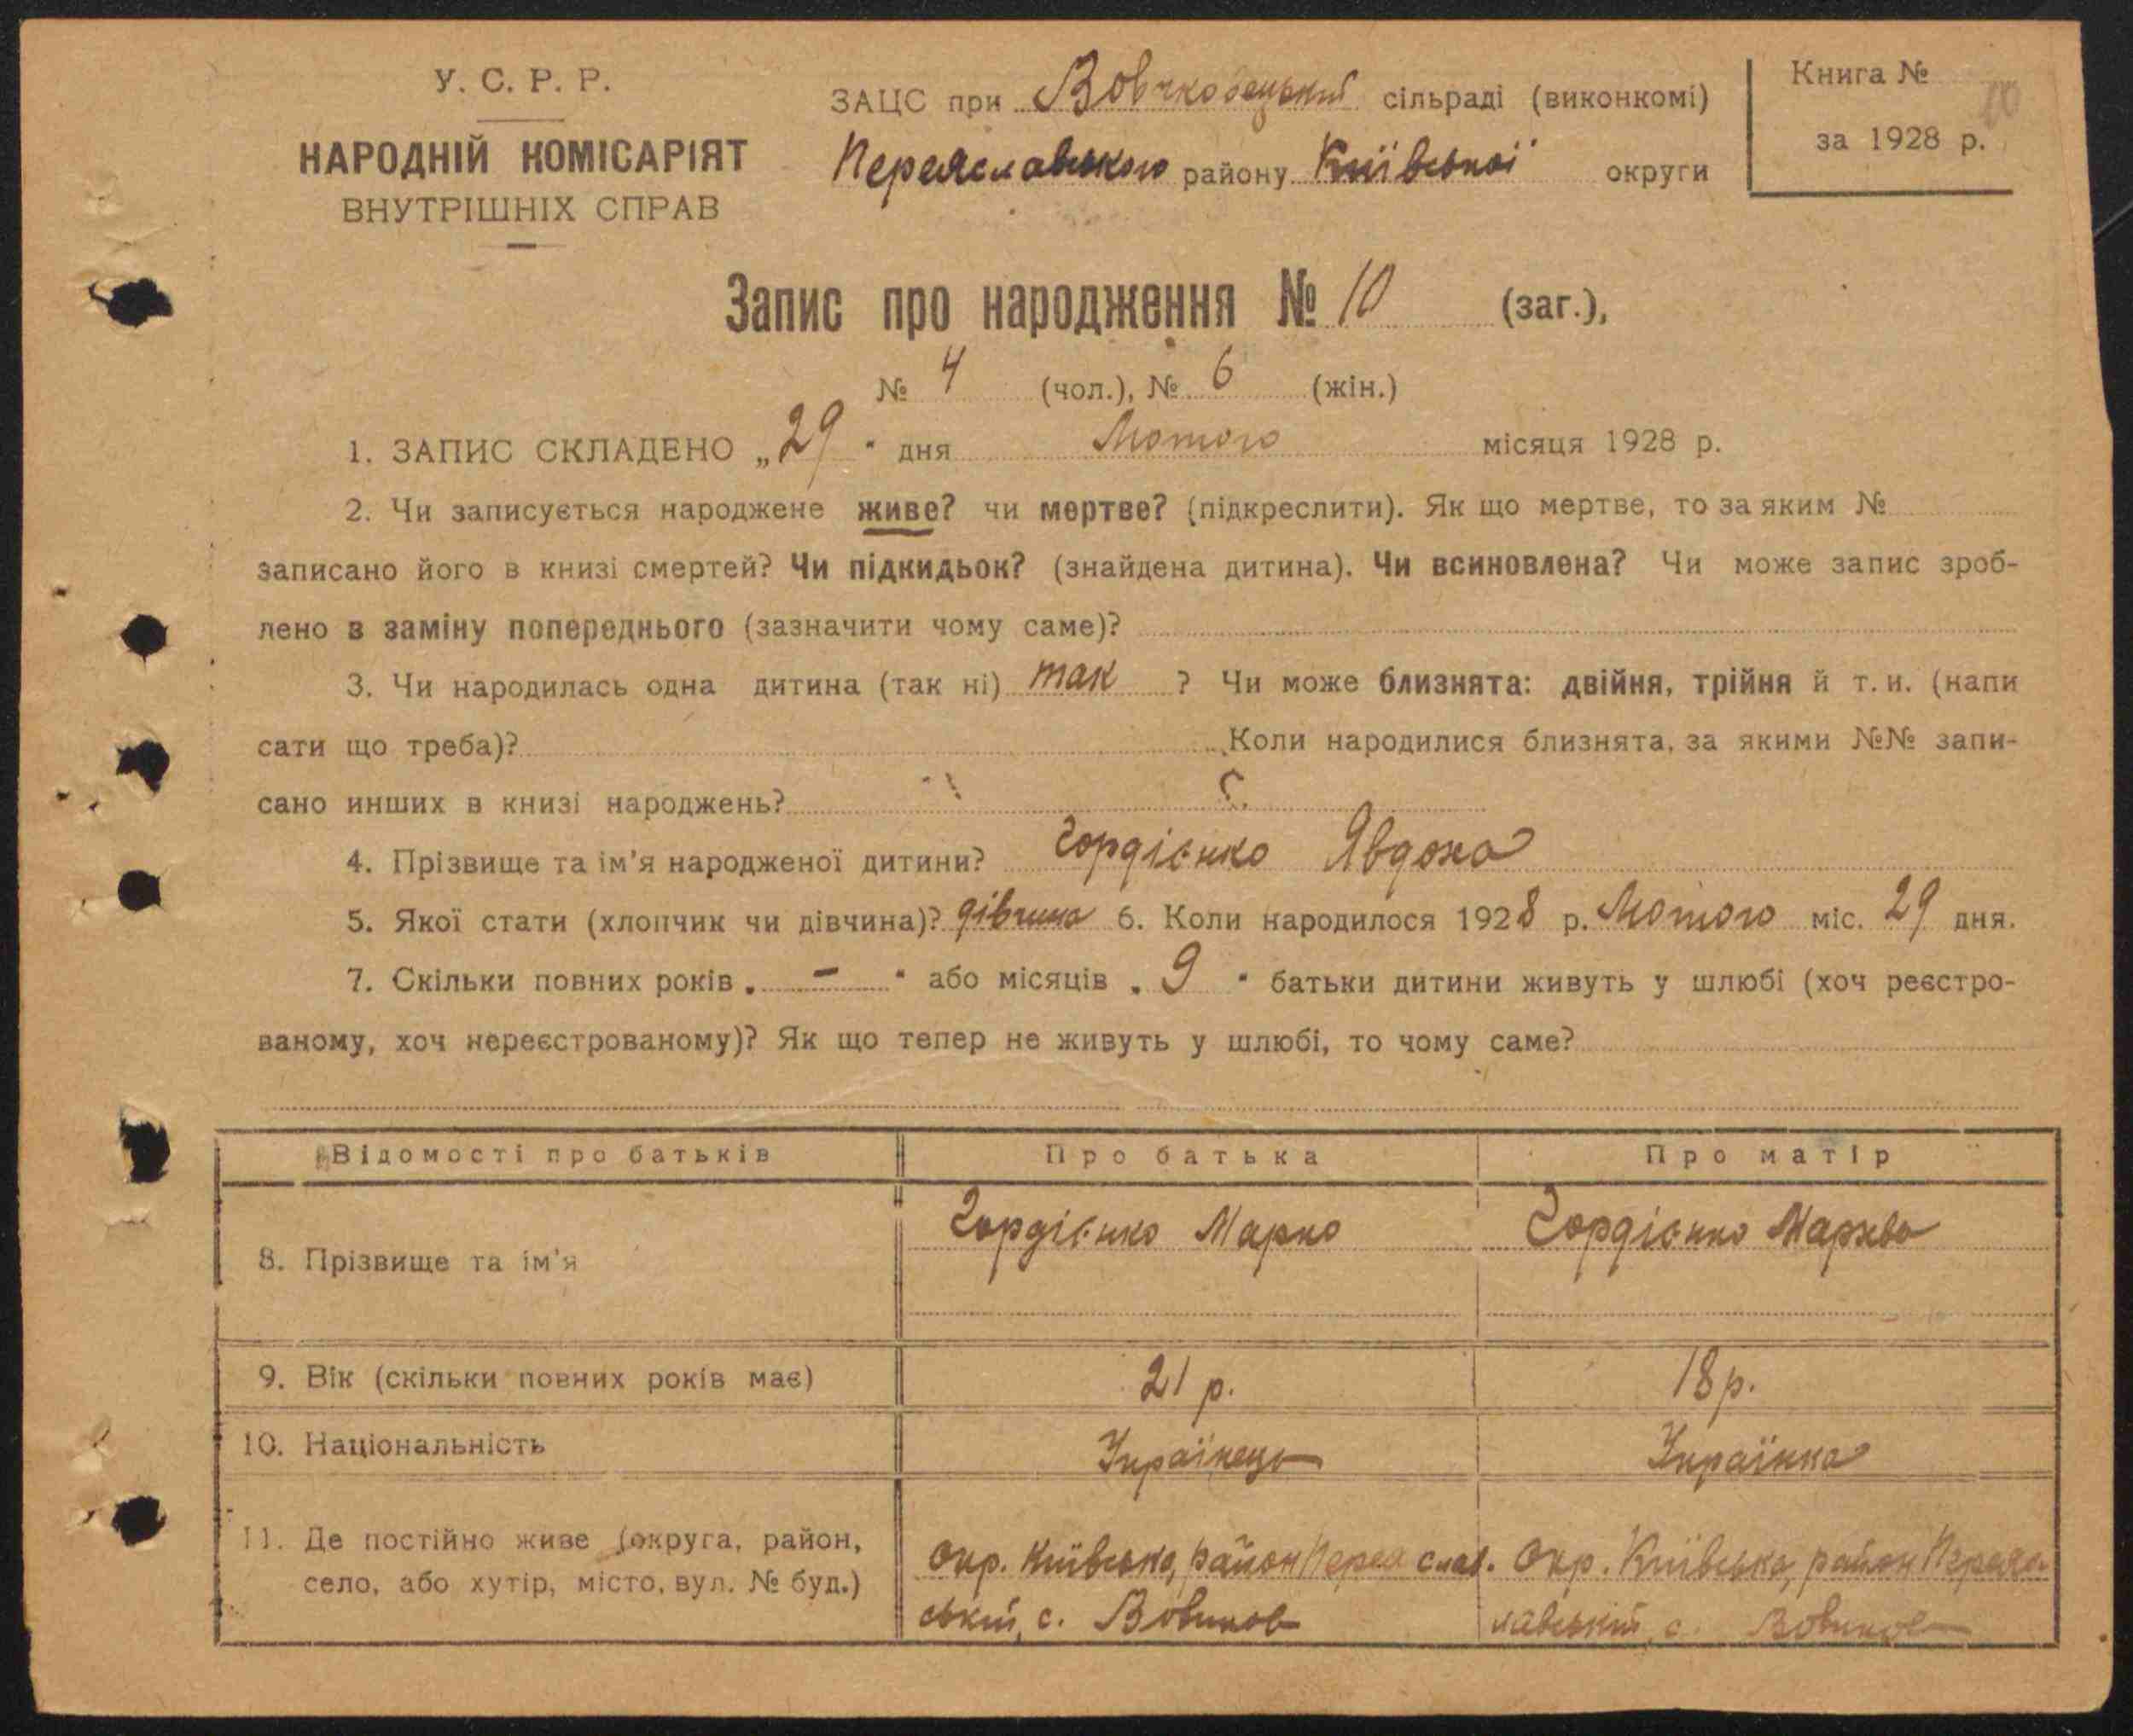 У. С. Р. Р.
НАРОДНІЙ КОМІСАРІЯТ
ВНУТРІШНІХ СПРАВ
ЗАЦС при Вовчковецький сільраді (виконкомі)
Переяславського району Київської округи
Книга №
за 1928 р.
Запис про народження № 10 (заг.),
№ 4 (чол.), № 6 (жін.)
1. ЗАПИС СКЛАДЕНО „29" дня Лютого місяця 1928 р.
2. Чи записується народжене живе? чи мертве? (підкреслити). Як що мертве, то за яким №
записано його в книзі смертей? Чи підкидьок? (знайдена дитина). Чи всиновлена? Чи може запис зроб-
лено в заміну попереднього (зазначити чому саме)?
3. Чи народилась одна дитина (так ні) так ? Чи може близнята: двійня, трійня й т. и. (напи
сати що треба)? Коли народилися близнята, за якими №№ запи-
сано инших в книзі народжень?
4. Прізвище та ім'я народженої дитини? Гордієнко Явдоха
5. Якої стати (хлопчик чи дівчина)? дівчина 6. Коли народилося 1928 р. Лютого міс. 29 дня.
7. Скільки повних років „ - " або місяців „ 9 " батьки дитини живуть у шлюбі (хоч реєстро-
ваному, хоч нереєстрованому)? Як що тепер не живуть у шлюбі, то чому саме?
Відомості про батьків Про батька Про матір
8. Прізвище та ім'я Гордієнко Марко Гордієнко Мархва
9. Вік (скільки повних років має) 21 р. 18 р.
10. Національність Українець Українка
11. Де постійно живе (округа, район,
село, або хутір, місто, вул. № буд.)
Окр. Київська, район Переяслав.
ський, с. Вовчков
Окр. Київська, район Переяс
лавський, с. Вовчков